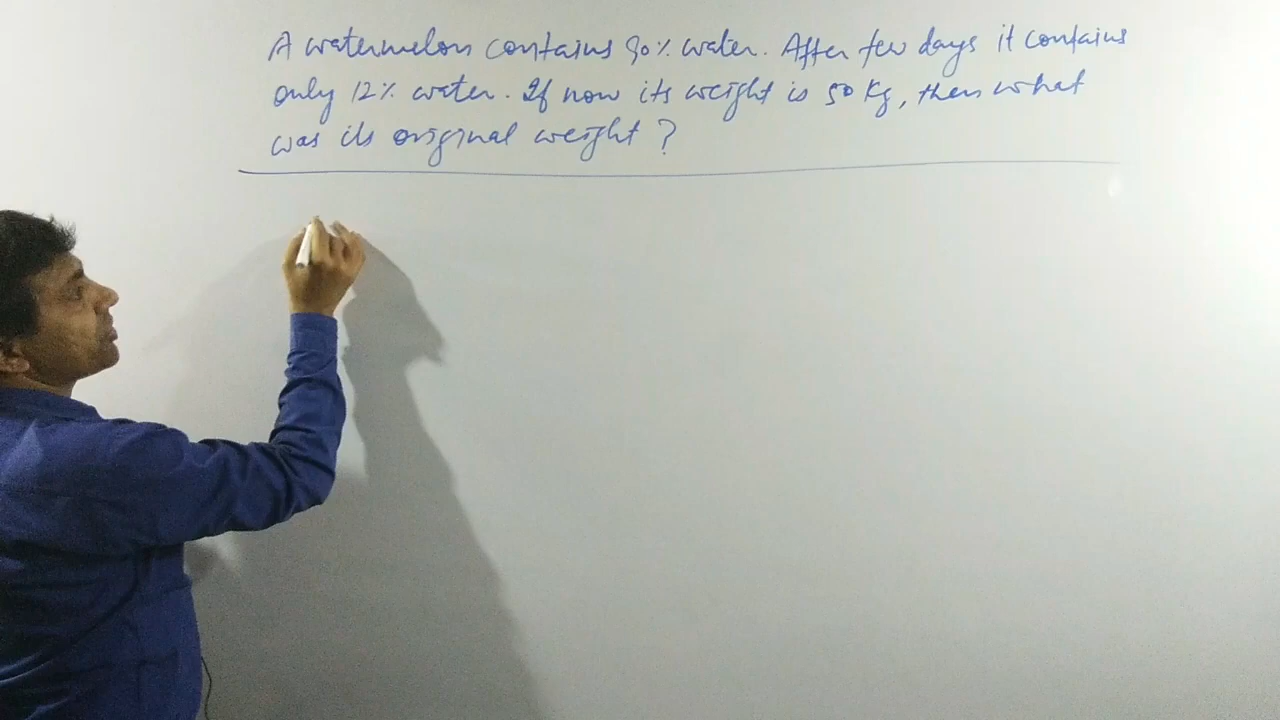 A watermelon contains 90% water. After few days it contains
only 12% water. If now its weight is 50 Kg, then what
was its original weight ?